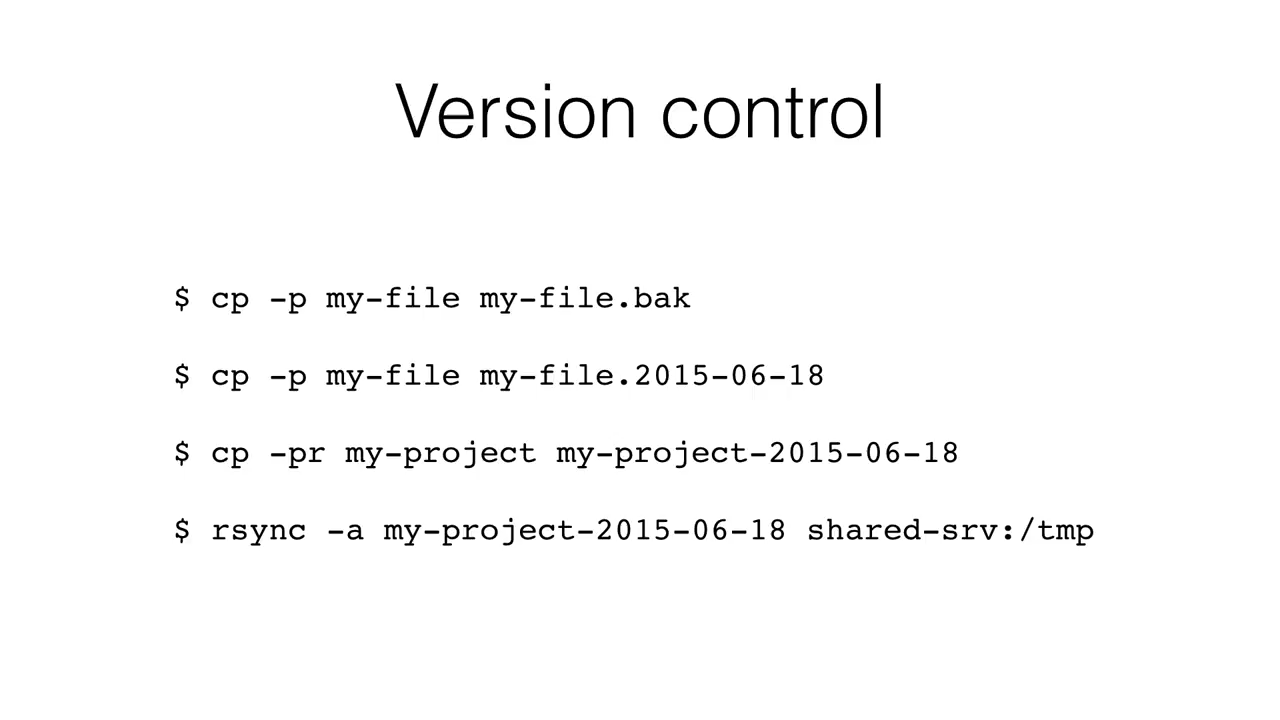 Version control
$ cp -p my-file my-file.bak
$ cp -p my-file my-file.2015-06-18
$ cp -pr my-project my-project-2015-06-18
$ rsync -a my-project-2015-06-18 shared-srv:/tmp